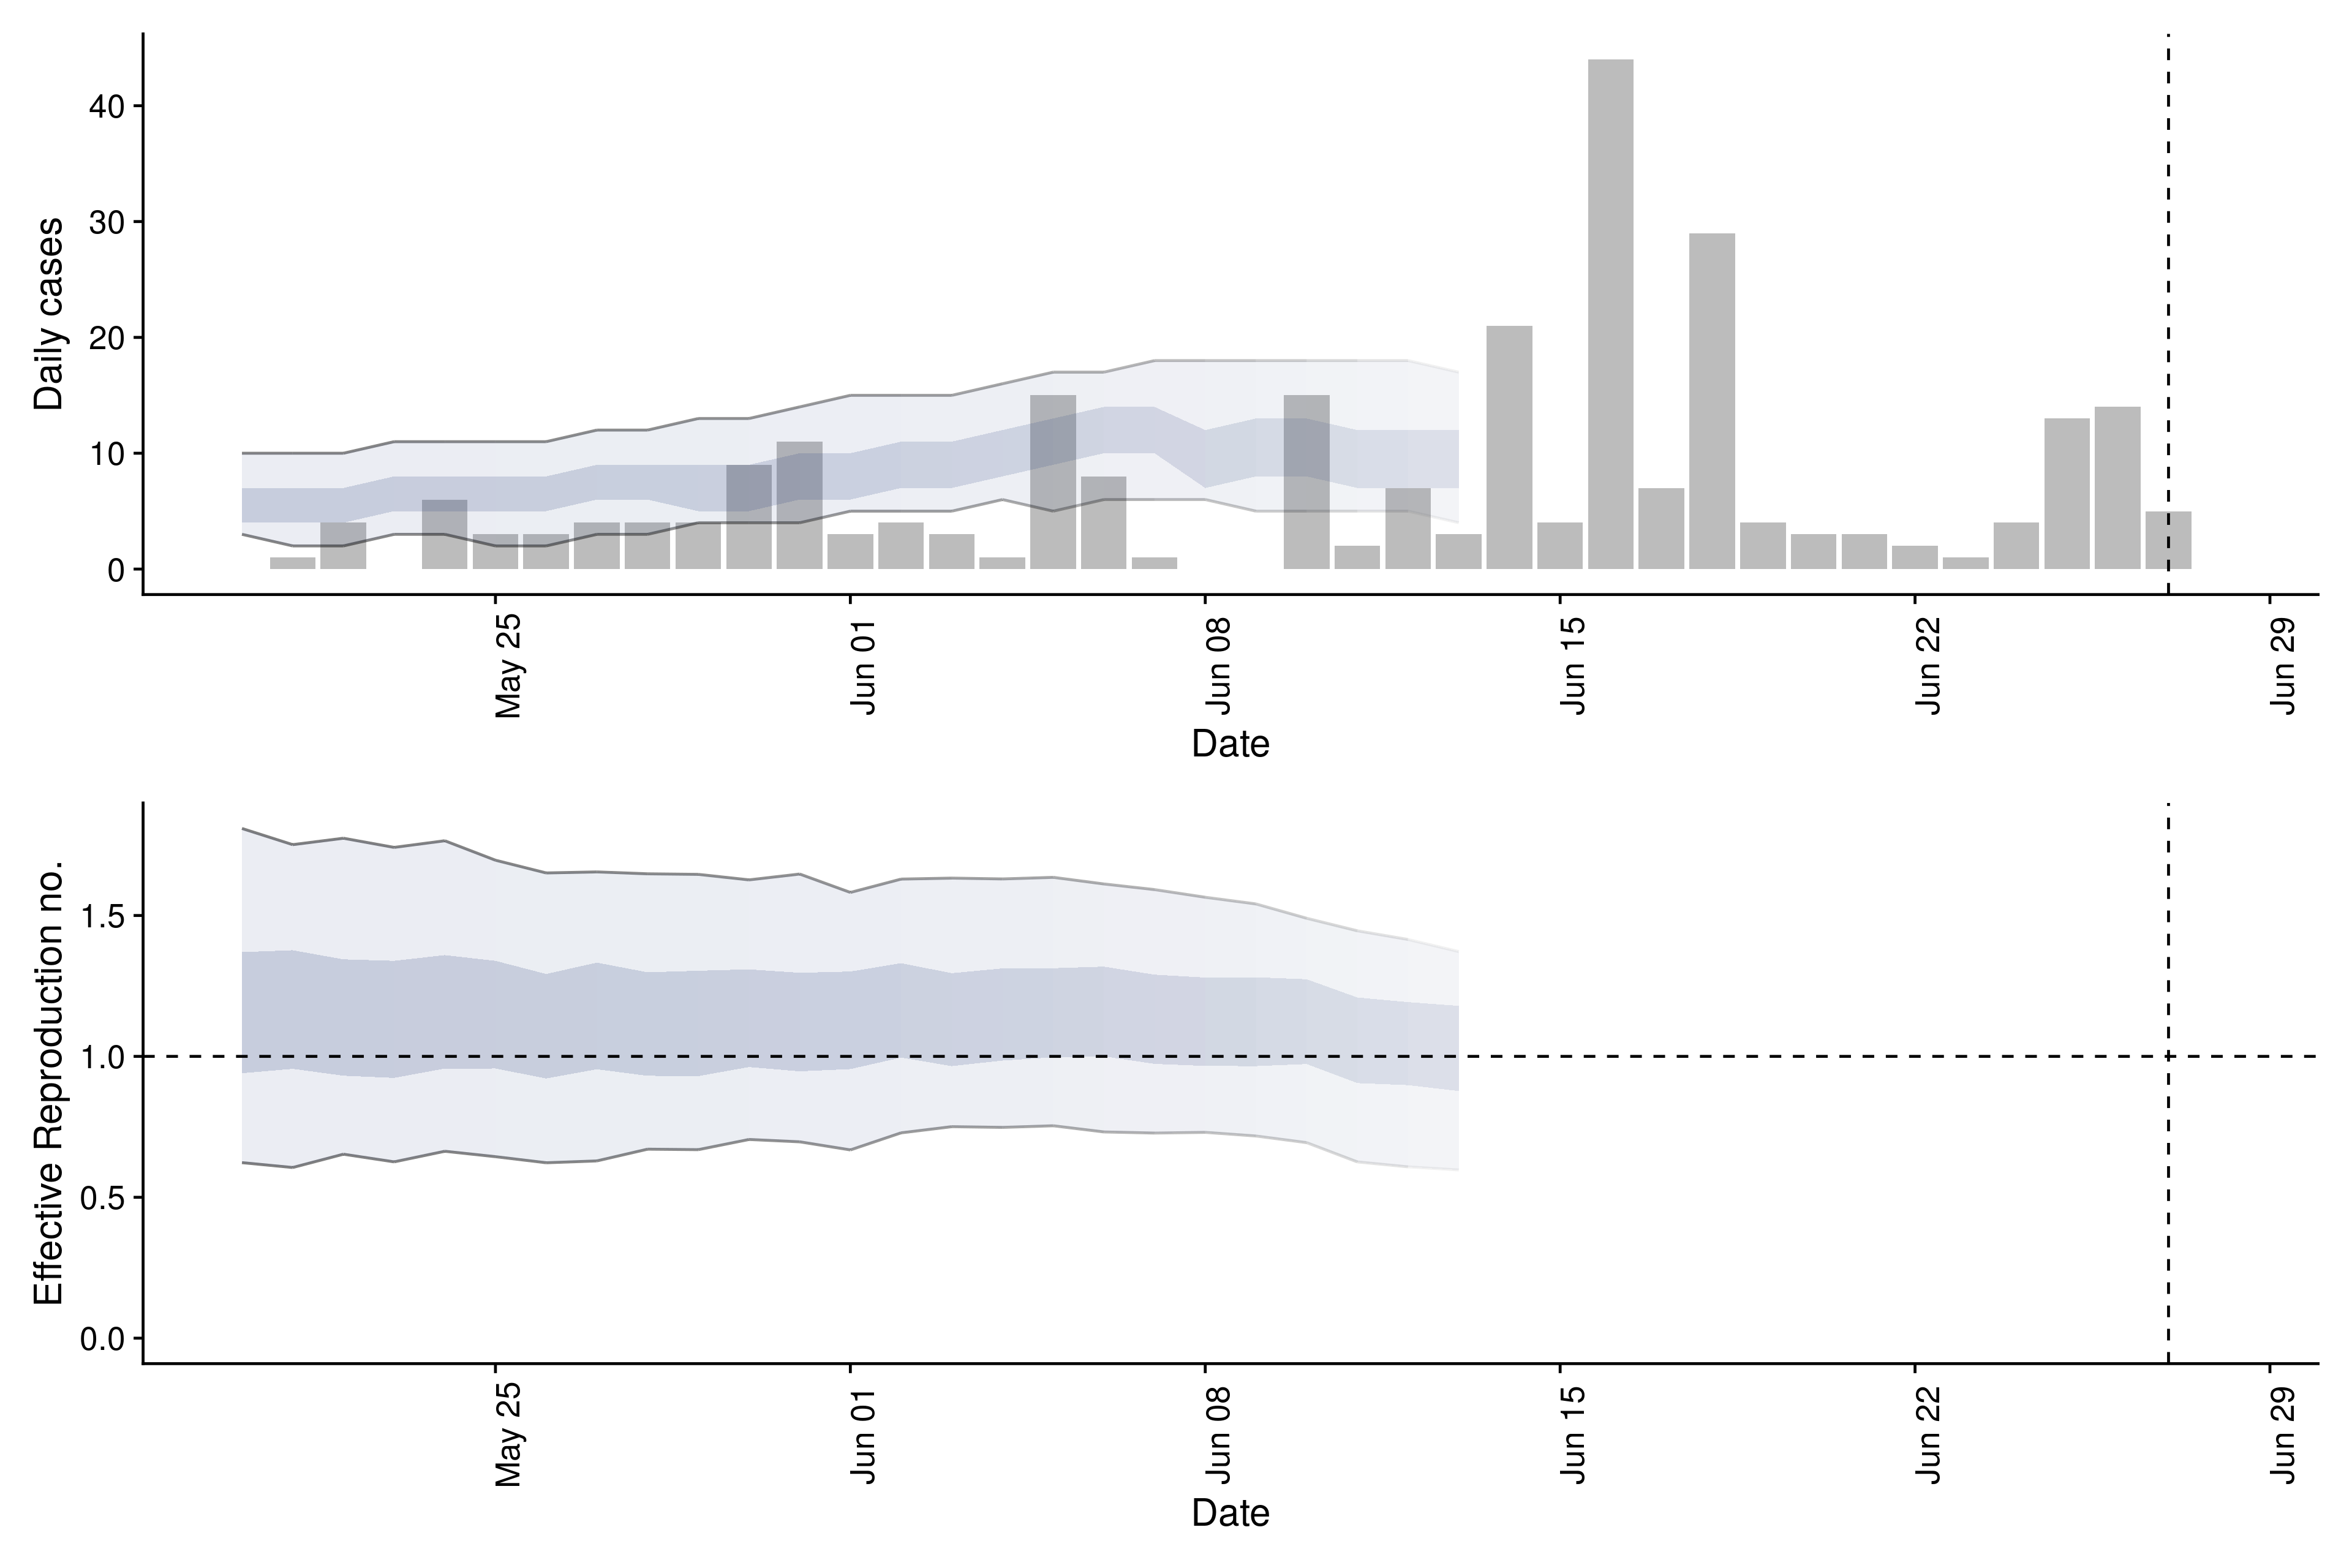 Daily cases
40
30
20
10
0
May 25
Jun 01
Jun 08
Jun 15
Jun 22
Jun 29
Date
Effective Reproduction no.
1.5
1.0
0.5
0.0
May 25
Jun 01
Jun 08
Jun 15
Jun 22
Jun 29
Date